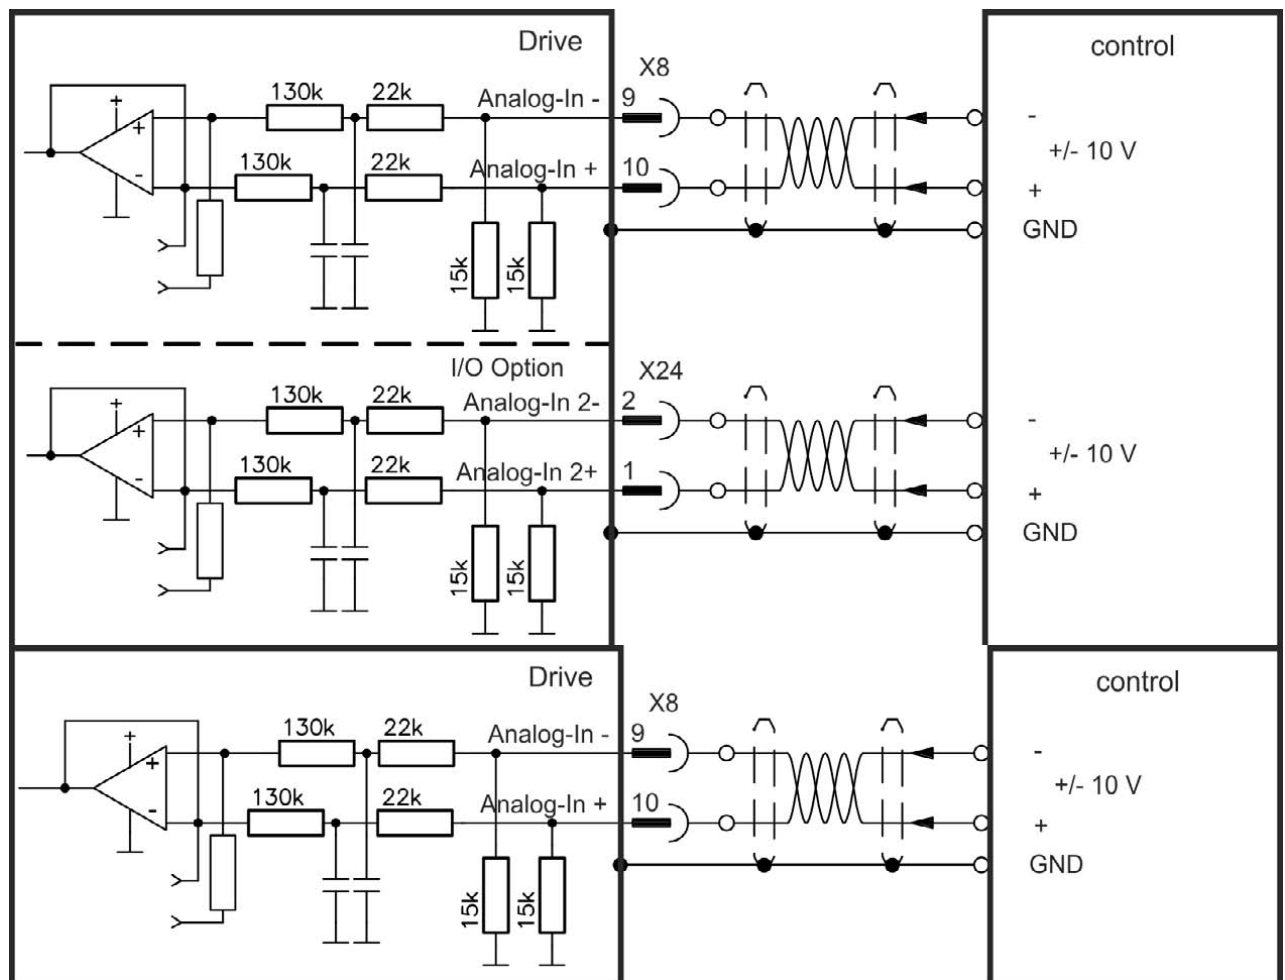 Drive
control
X8
130k
22k
Analog-In -
9
-
+
+
-
+/- 10 V
130k
22k
Analog-In +
10
+
GND
15k
15k
I/O Option
X24
130k
22k
Analog-In 2-
2
-
+
+
-
+/- 10 V
130k
22k
Analog-In 2+
1
+
GND
15k
15k
Drive
control
X8
130k
22k
Analog-In -
9
-
+
+
-
+/- 10 V
130k
22k
Analog-In +
10
+
GND
15k
15k